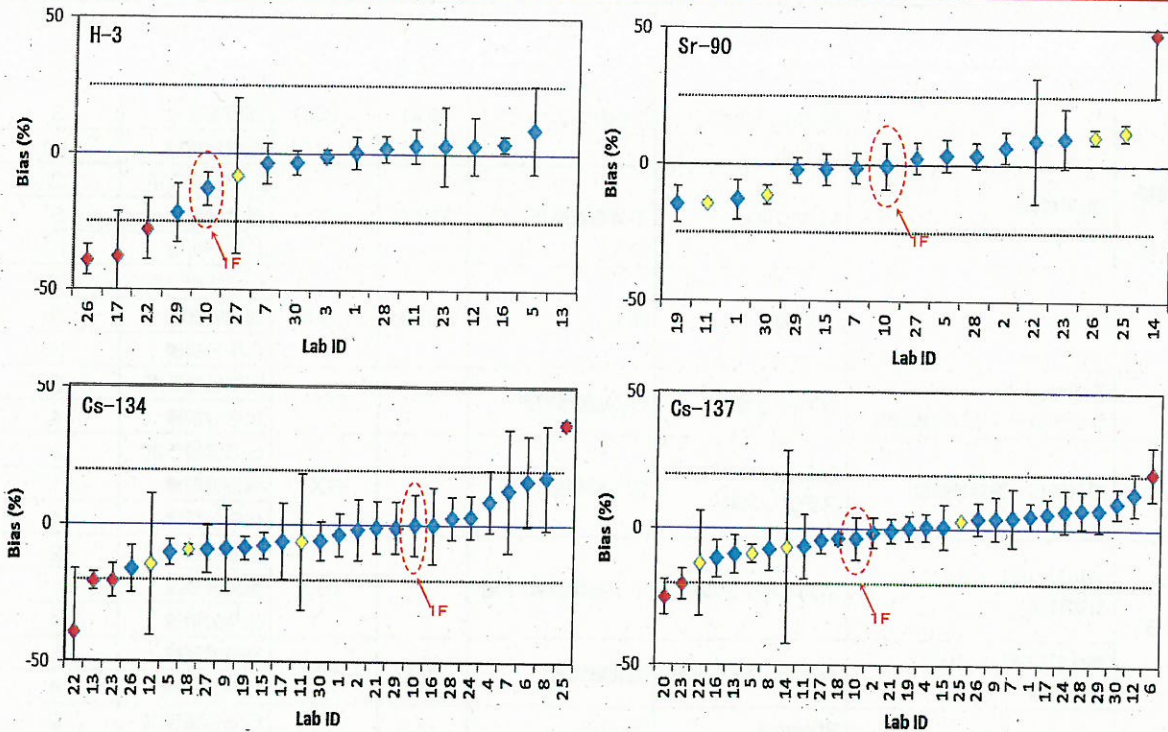 50
H-3
Bias (%)
0
1F
-50
26 17 22 29 10 27 7 30 3 1 28 11 23 12 16 5 13
Lab ID
50
Sr-90
Bias (%)
0
1F
-50
19 11 1 30 29 15 7 10 27 5 28 2 22 23 26 25 14
Lab ID
50
Cs-134
Bias (%)
0
1F
-50
22 13 23 26 12 5 18 27 9 19 15 17 11 30 1 2 21 29 10 16 28 24 4 7 6 8 25
Lab ID
50
Cs-137
Bias (%)
0
1F
-50
20 23 22 16 13 5 8 14 11 27 18 10 2 21 19 4 15 25 26 9 7 1 17 24 28 29 30 12 6
Lab ID